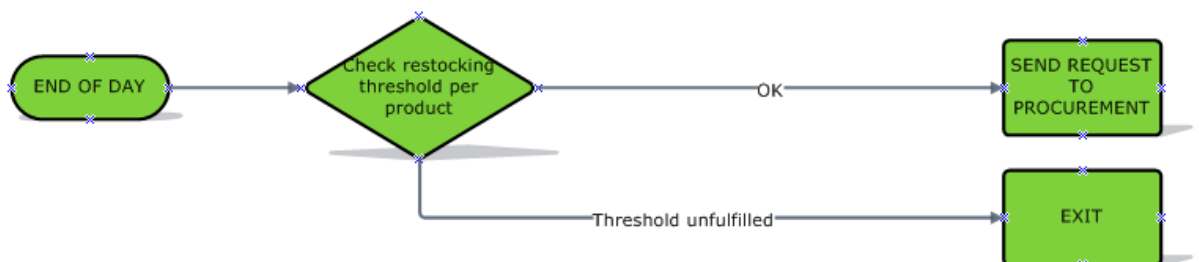 END OF DAY
Check restocking
threshold per
product
OK
SEND REQUEST
TO
PROCUREMENT
Threshold unfulfilled
EXIT